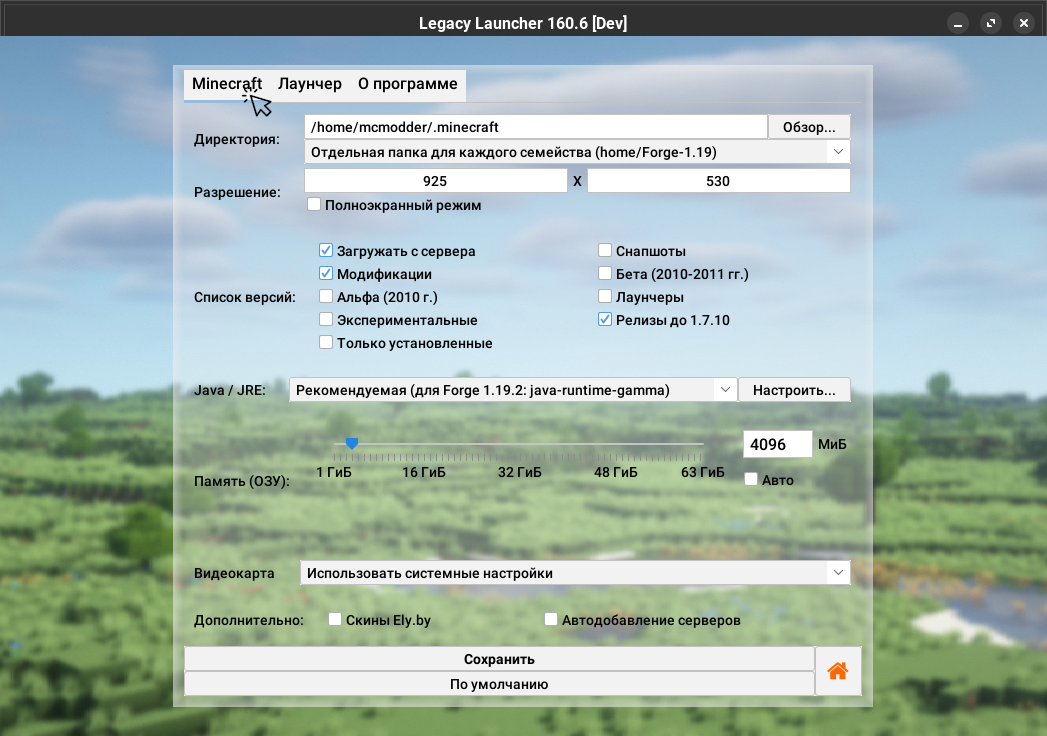 Legacy Launcher 160.6 [Dev]
Minecraft Лаунчер О программе
Директория: /home/mcmodder/.minecraft Обзор...
Отдельная папка для каждого семейства (home/Forge-1.19)
Разрешение: 925 X 530
Полноэкранный режим
Список версий:
Загружать с сервера Снапшоты
Модификации Бета (2010-2011 гг.)
Альфа (2010 г.) Лаунчеры
Экспериментальные Релизы до 1.7.10
Только установленные
Java / JRE: Рекомендуемая (для Forge 1.19.2: java-runtime-gamma) Настроить...
4096 МиБ
1 ГиБ 16 ГиБ 32 ГиБ 48 ГиБ 63 ГиБ
Память (ОЗУ): Авто
Видеокарта Использовать системные настройки
Дополнительно: Скины Ely.by Автодобавление серверов
Сохранить
По умолчанию